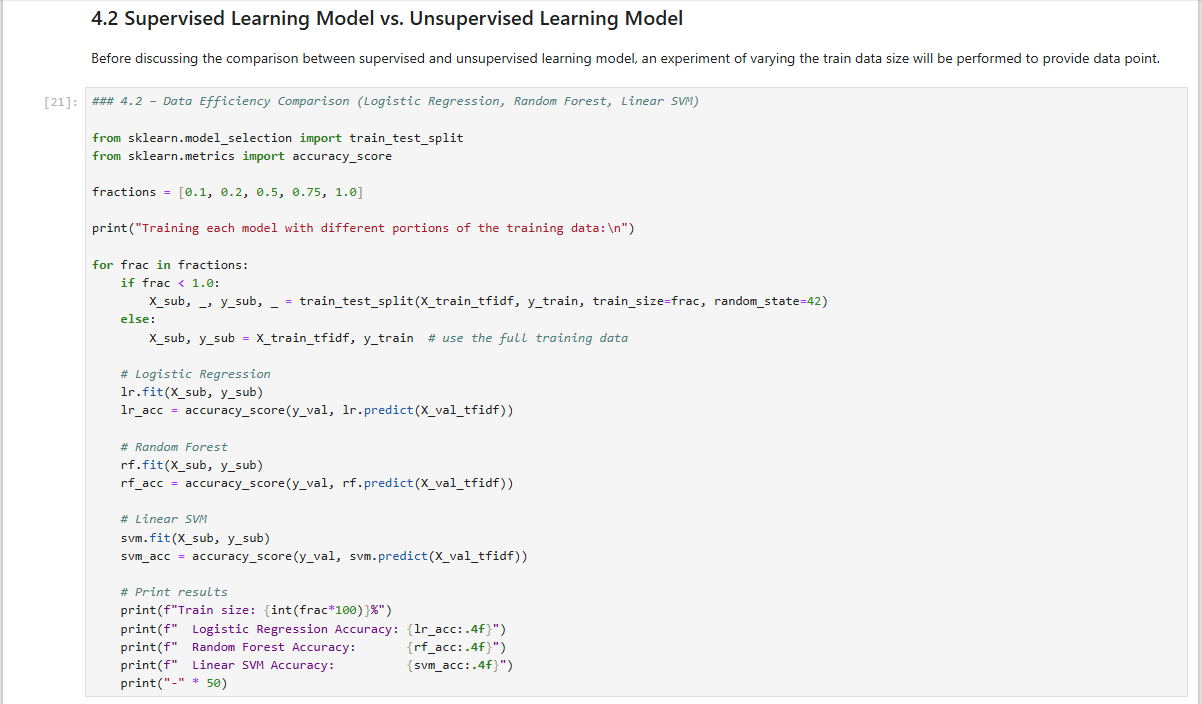 4.2 Supervised Learning Model vs. Unsupervised Learning Model
Before discussing the comparison between supervised and unsupervised learning model, an experiment of varying the train data size will be performed to provide data point.
[21]:
### 4.2 – Data Efficiency Comparison (Logistic Regression, Random Forest, Linear SVM)
from sklearn.model_selection import train_test_split
from sklearn.metrics import accuracy_score
fractions = [0.1, 0.2, 0.5, 0.75, 1.0]
print("Training each model with different portions of the training data:\n")
for frac in fractions:
    if frac < 1.0:
        X_sub, _, y_sub, _ = train_test_split(X_train_tfidf, y_train, train_size=frac, random_state=42)
    else:
        X_sub, y_sub = X_train_tfidf, y_train  # use the full training data
    # Logistic Regression
    lr.fit(X_sub, y_sub)
    lr_acc = accuracy_score(y_val, lr.predict(X_val_tfidf))
    # Random Forest
    rf.fit(X_sub, y_sub)
    rf_acc = accuracy_score(y_val, rf.predict(X_val_tfidf))
    # Linear SVM
    svm.fit(X_sub, y_sub)
    svm_acc = accuracy_score(y_val, svm.predict(X_val_tfidf))
    # Print results
    print(f"Train size: {int(frac*100)}%")
    print(f"  Logistic Regression Accuracy: {lr_acc:.4f}")
    print(f"  Random Forest Accuracy:       {rf_acc:.4f}")
    print(f"  Linear SVM Accuracy:          {svm_acc:.4f}")
    print("-" * 50)